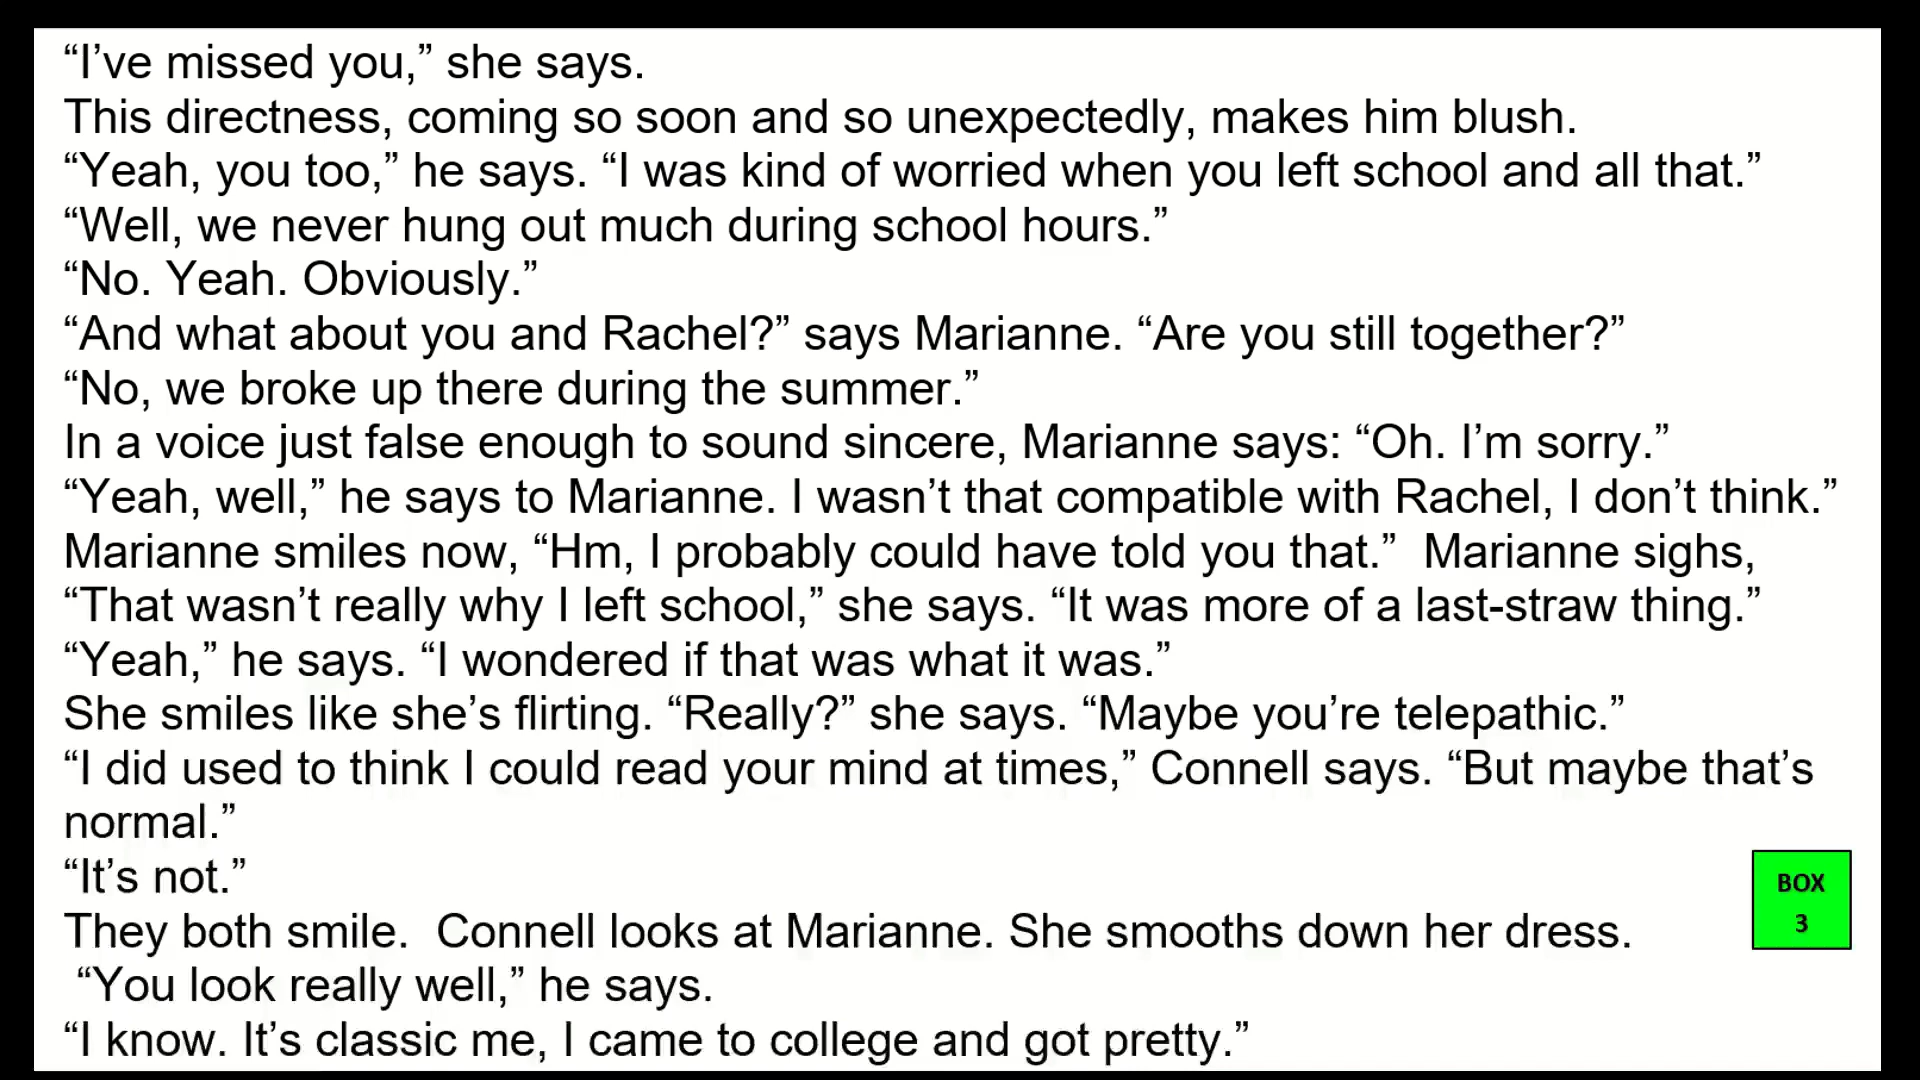 “I’ve missed you,” she says.
This directness, coming so soon and so unexpectedly, makes him blush.
“Yeah, you too,” he says. “I was kind of worried when you left school and all that.”
“Well, we never hung out much during school hours.”
“No. Yeah. Obviously.”
“And what about you and Rachel?” says Marianne. “Are you still together?”
“No, we broke up there during the summer.”
In a voice just false enough to sound sincere, Marianne says: “Oh. I’m sorry.”
“Yeah, well,” he says to Marianne. I wasn’t that compatible with Rachel, I don’t think.”
Marianne smiles now, “Hm, I probably could have told you that.”  Marianne sighs,
“That wasn’t really why I left school,” she says. “It was more of a last-straw thing.”
“Yeah,” he says. “I wondered if that was what it was.”
She smiles like she’s flirting. “Really?” she says. “Maybe you’re telepathic.”
“I did used to think I could read your mind at times,” Connell says. “But maybe that’s
normal.”
“It’s not.”
They both smile.  Connell looks at Marianne. She smooths down her dress.
“You look really well,” he says.
“I know. It’s classic me, I came to college and got pretty.”
BOX
3